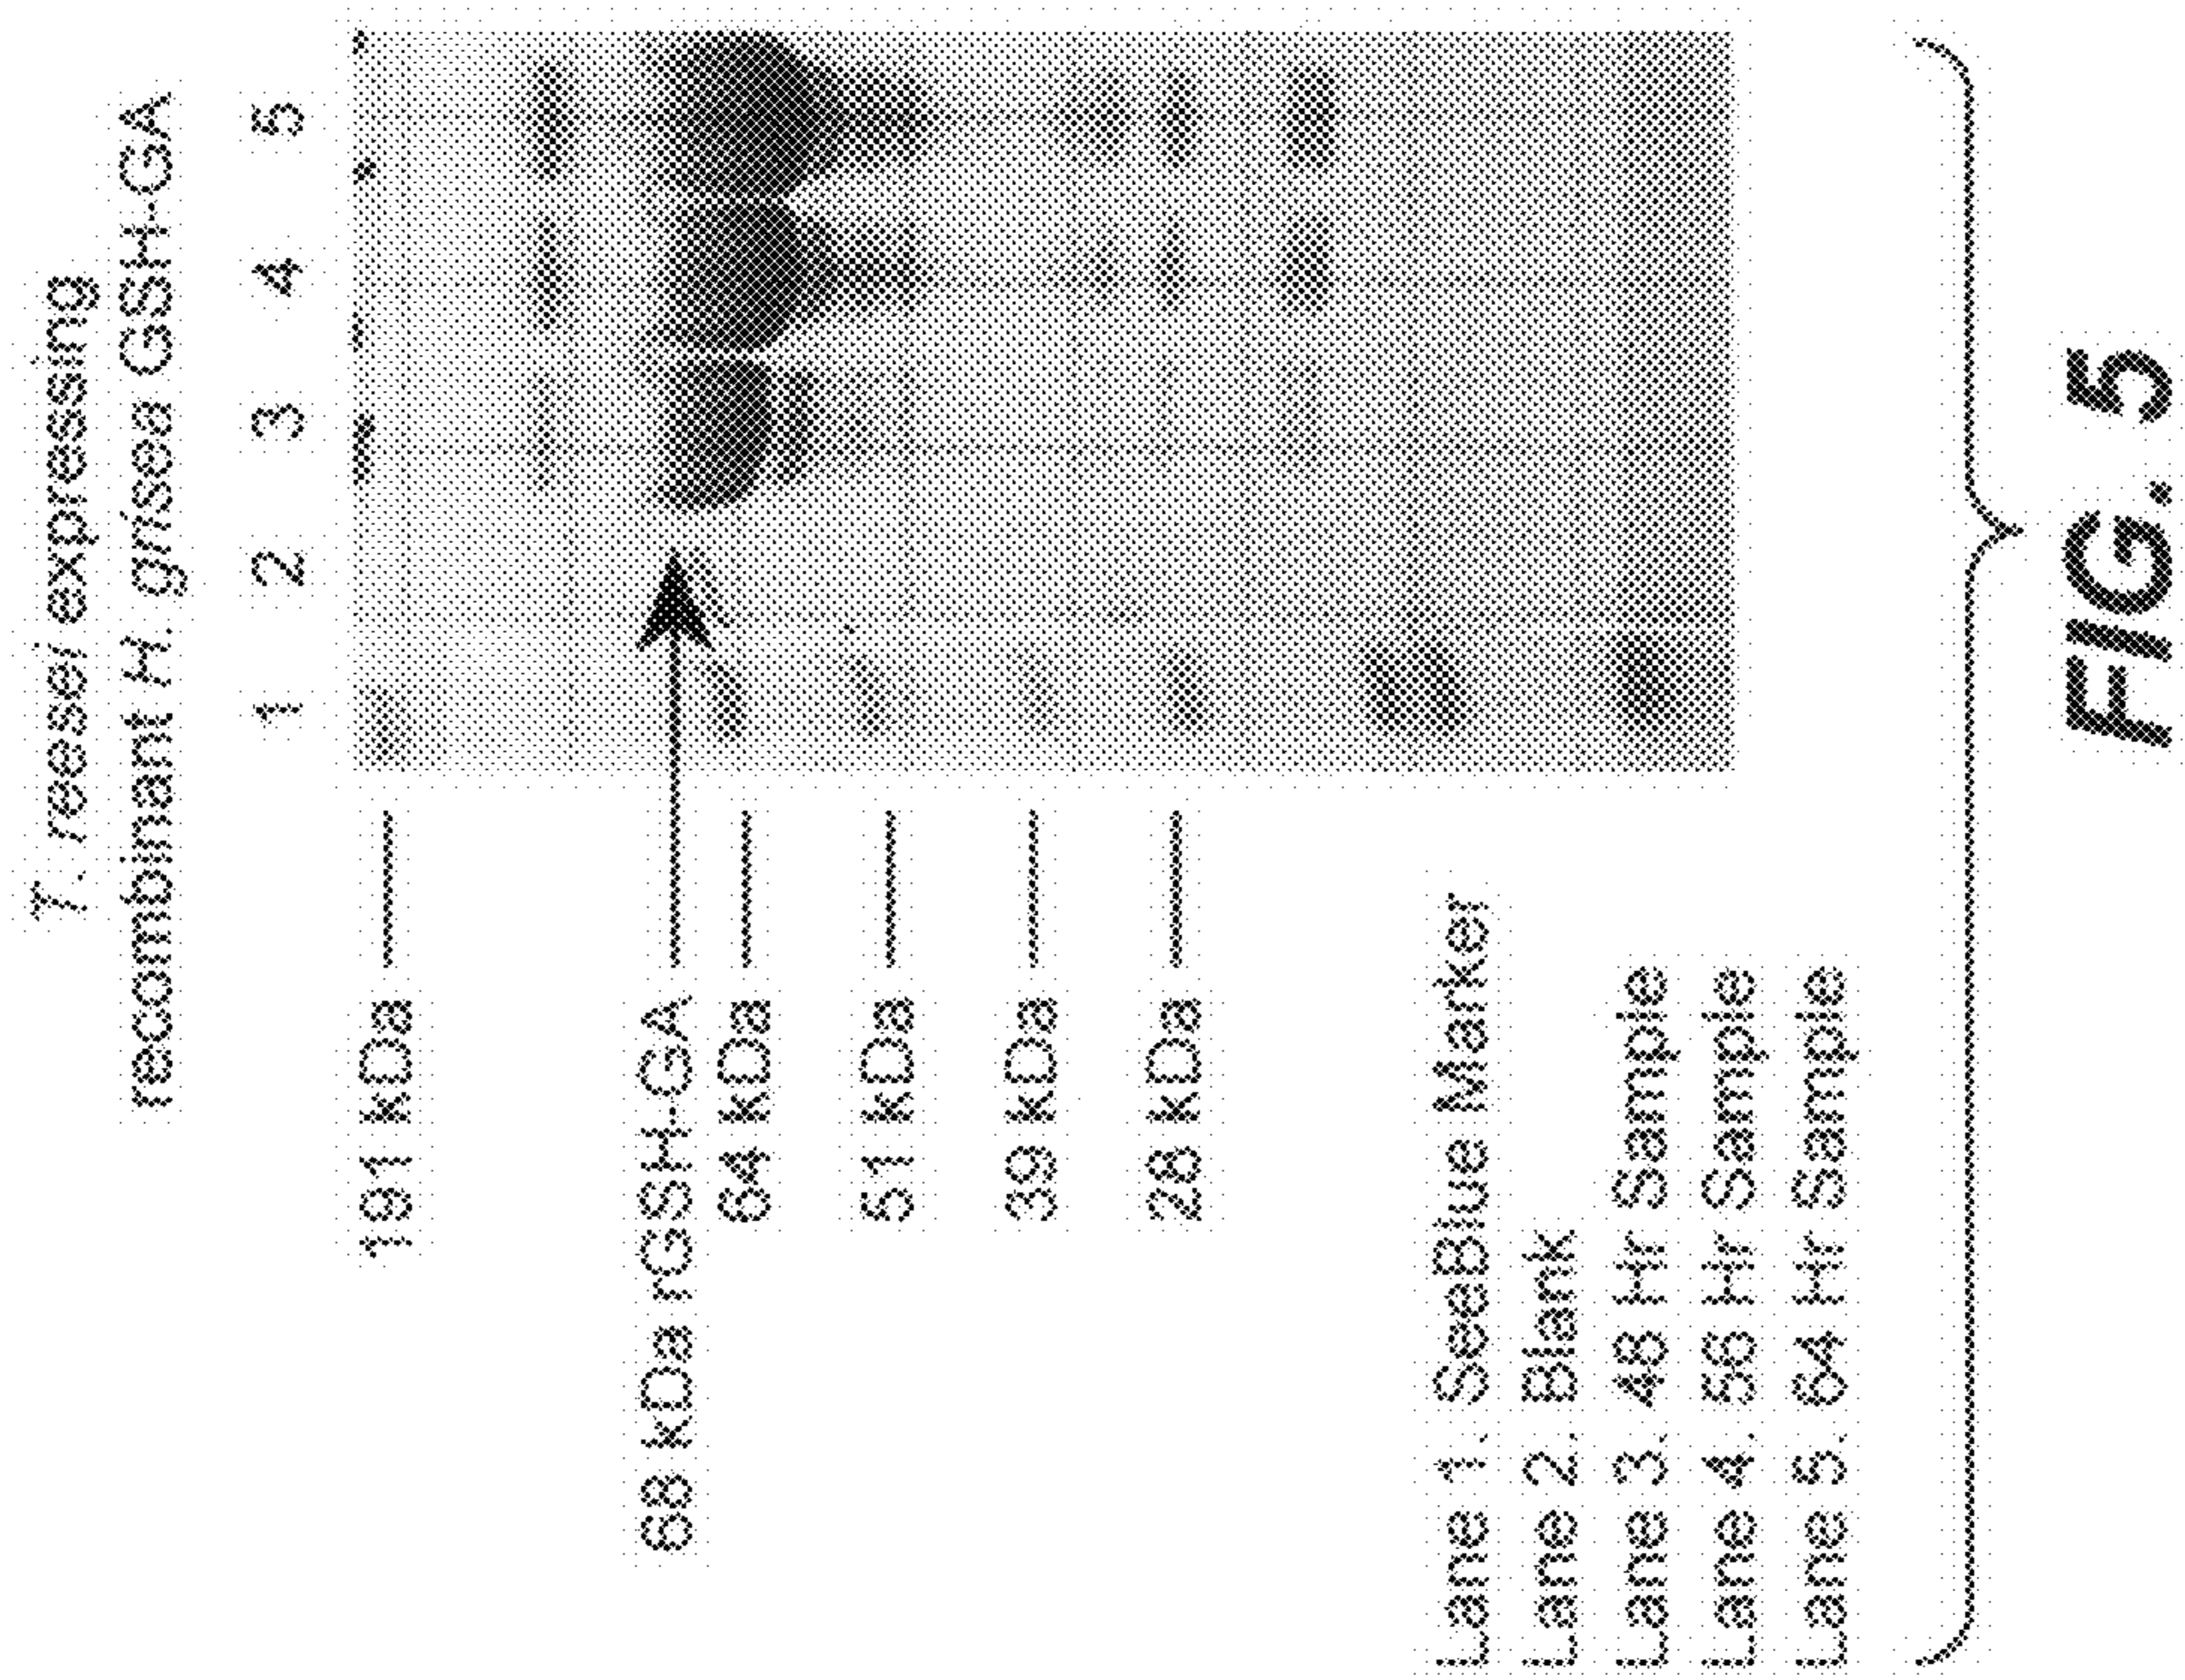 T. reesei expressing
recombinant H. grisea GSH-GA
1 2 3 4 5
191 kDa
68 kDa rGSH-GA
64 kDa
51 kDa
39 kDa
28 kDa
Lane 1. SeeBlue Marker
Lane 2. Blank
Lane 3. 48 Hr Sample
Lane 4. 56 Hr Sample
Lane 5. 64 Hr Sample
FIG. 5